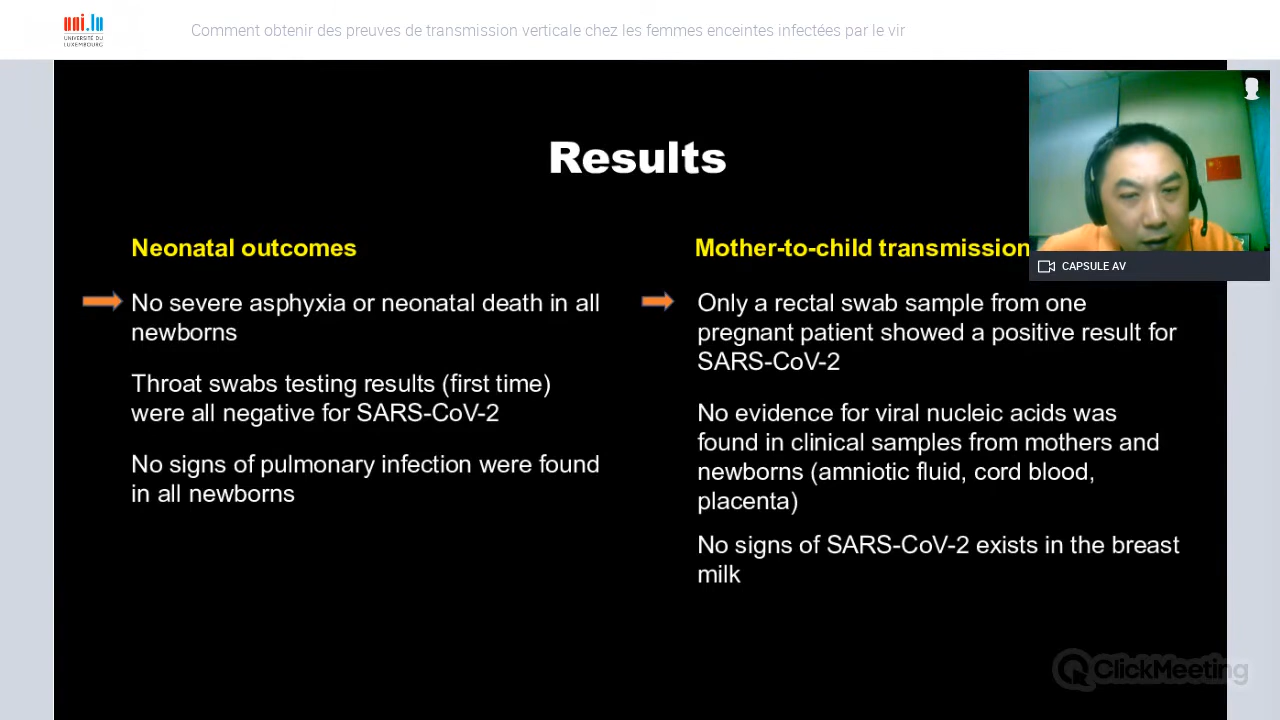 uni.lu
UNIVERSITÉ DU
LUXEMBOURG
Comment obtenir des preuves de transmission verticale chez les femmes enceintes infectées par le vir
Results
CAPSULE AV
Neonatal outcomes
No severe asphyxia or neonatal death in all
newborns
Throat swabs testing results (first time)
were all negative for SARS-CoV-2
No signs of pulmonary infection were found
in all newborns
Mother-to-child transmission
Only a rectal swab sample from one
pregnant patient showed a positive result for
SARS-CoV-2
No evidence for viral nucleic acids was
found in clinical samples from mothers and
newborns (amniotic fluid, cord blood,
placenta)
No signs of SARS-CoV-2 exists in the breast
milk
ClickMeeting